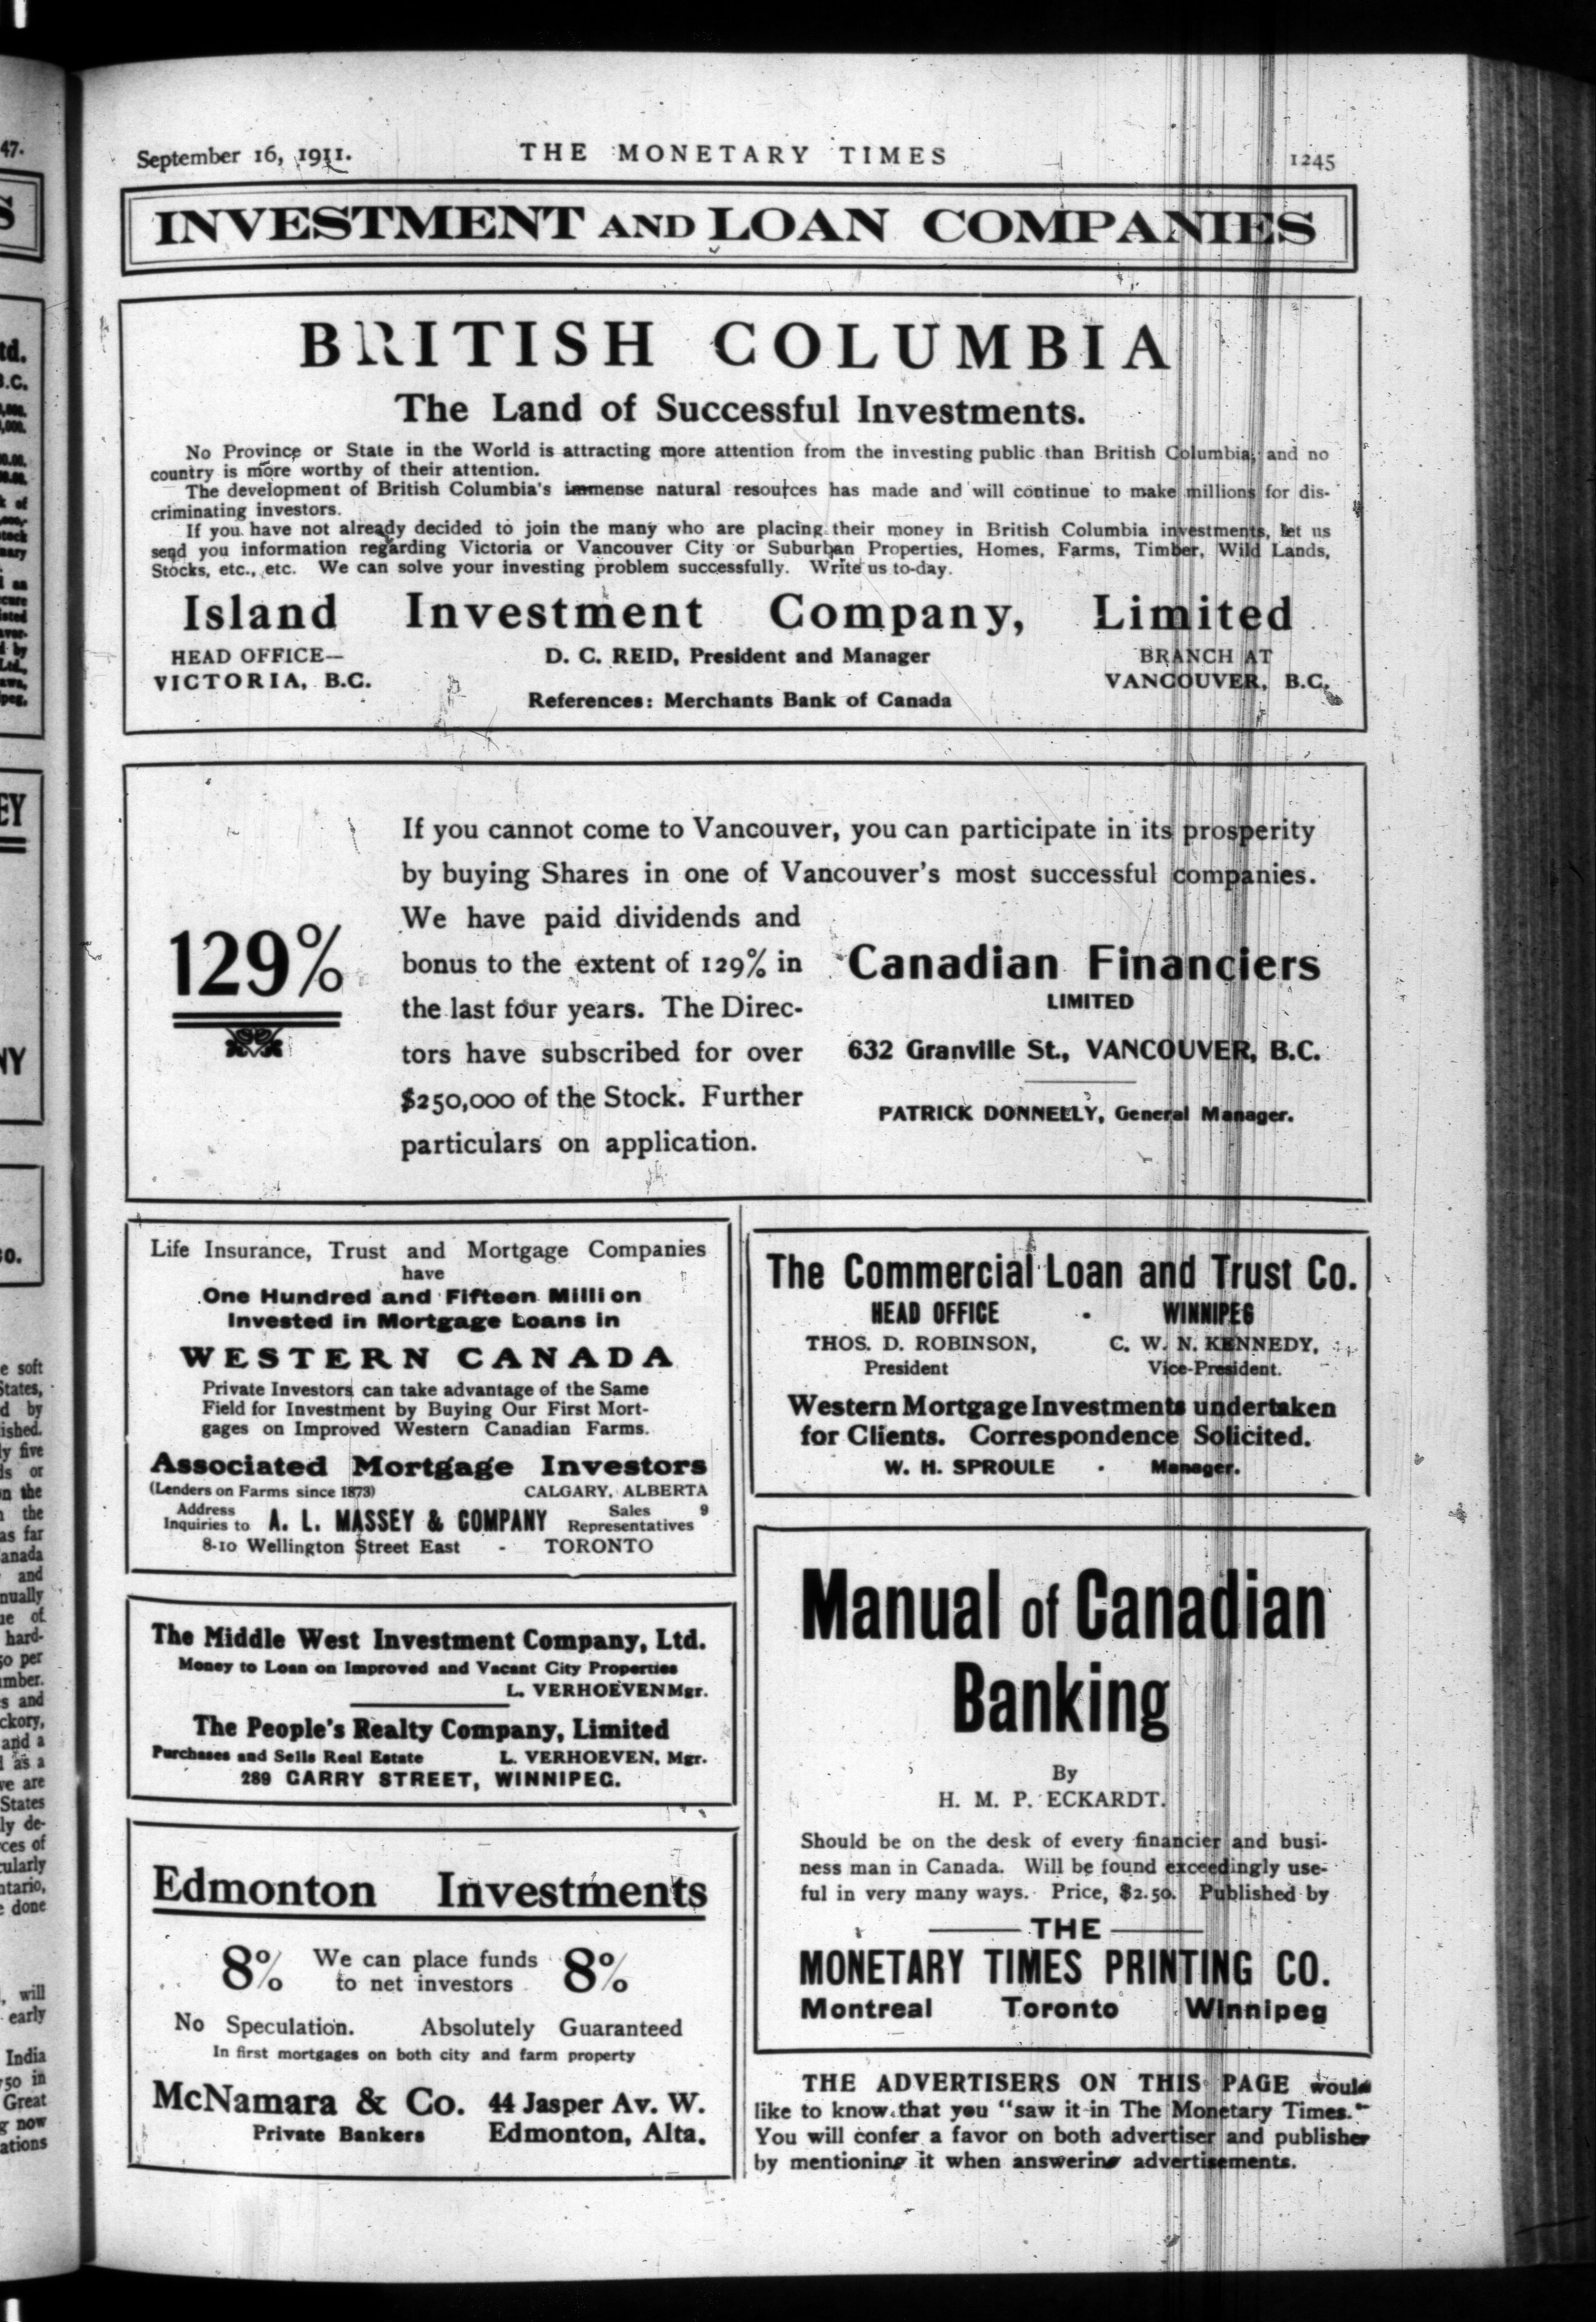 September 16, 1911.
THE MONETARY TIMES
1245
INVESTMENT AND LOAN COMPANIES
BRITISH COLUMBIA
The Land of Successful Investments.
No Province or State in the World is attracting more attention from the investing public than British Columbia, and no
country is more worthy of their attention.
The development of British Columbia's immense natural resources has made and will continue to make millions for dis-
criminating investors.
If you have not already decided to join the many who are placing their money in British Columbia investments, let us
send you information regarding Victoria or Vancouver City or Suburban Properties, Homes, Farms, Timber, Wild Lands,
Stocks, etc., etc. We can solve your investing problem successfully. Write us to-day.
Island Investment Company, Limited
HEAD OFFICE—
VICTORIA, B.C.
D. C. REID, President and Manager
References: Merchants Bank of Canada
BRANCH AT
VANCOUVER, B.C.
129%
If you cannot come to Vancouver, you can participate in its prosperity
by buying Shares in one of Vancouver's most successful companies.
We have paid dividends and
bonus to the extent of 129% in
the last four years. The Direc-
tors have subscribed for over
$250,000 of the Stock. Further
particulars on application.
Canadian Financiers
LIMITED
632 Granville St., VANCOUVER, B.C.
PATRICK DONNELLY, General Manager.
Life Insurance, Trust and Mortgage Companies
have
One Hundred and Fifteen Million
Invested in Mortgage Loans in
WESTERN CANADA
Private Investors can take advantage of the Same
Field for Investment by Buying Our First Mort-
gages on Improved Western Canadian Farms.
Associated Mortgage Investors
(Lenders on Farms since 1873) CALGARY, ALBERTA
Address
Inquiries to
A. L. MASSEY & COMPANY
Sales 9
Representatives
8-10 Wellington Street East - TORONTO
The Middle West Investment Company, Ltd.
Money to Loan on Improved and Vacant City Properties
L. VERHOEVEN Mgr.
The People's Realty Company, Limited
Purchases and Sells Real Estate L. VERHOEVEN, Mgr.
289 GARRY STREET, WINNIPEG.
Edmonton Investments
8% We can place funds 8%
to net investors
No Speculation. Absolutely Guaranteed
In first mortgages on both city and farm property
McNamara & Co. 44 Jasper Av. W.
Private Bankers Edmonton, Alta.
The Commercial Loan and Trust Co.
HEAD OFFICE - WINNIPEG
THOS. D. ROBINSON, C. W. N. KENNEDY,
President Vice-President.
Western Mortgage Investments undertaken
for Clients. Correspondence Solicited.
W. H. SPROULE - Manager.
Manual of Canadian
Banking
By
H. M. P. ECKARDT.
Should be on the desk of every financier and busi-
ness man in Canada. Will be found exceedingly use-
ful in very many ways. Price, $2.50. Published by
THE
MONETARY TIMES PRINTING CO.
Montreal Toronto Winnipeg
THE ADVERTISERS ON THIS PAGE would
like to know that you "saw it in The Monetary Times."
You will confer a favor on both advertiser and publisher
by mentioning it when answering advertisements.